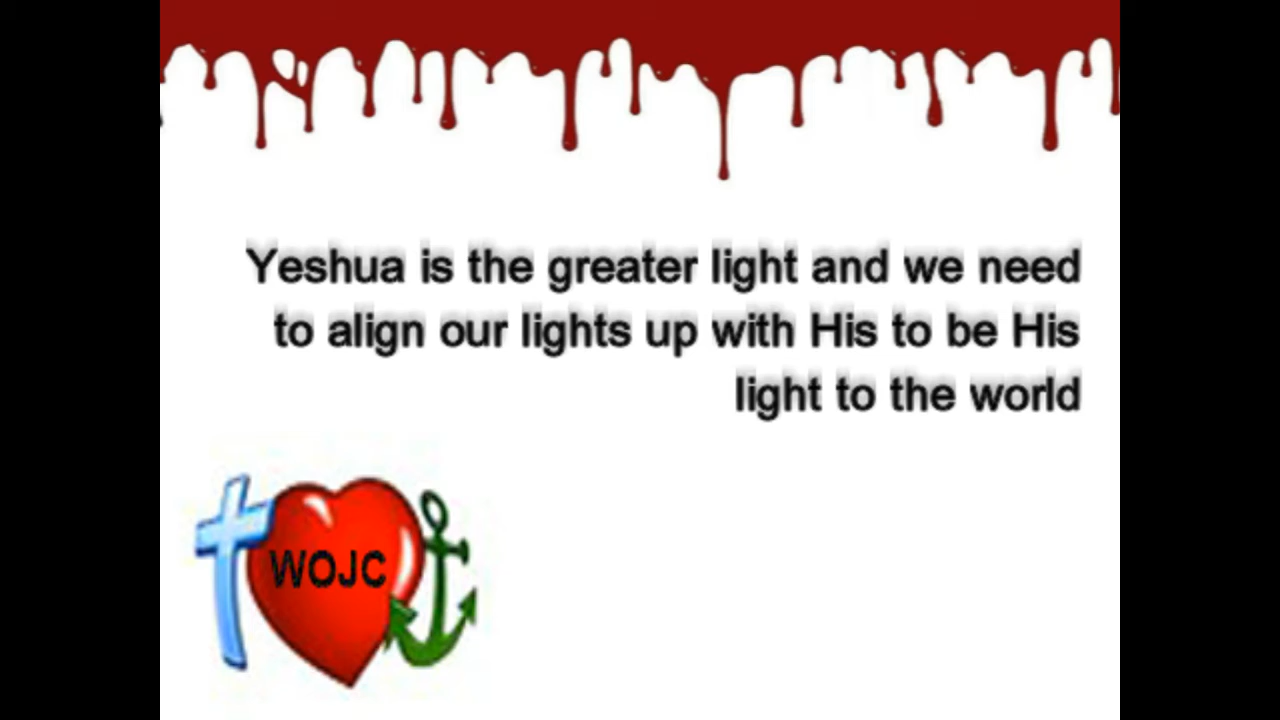 Yeshua is the greater light and we need
to align our lights up with His to be His
light to the world
WOJC